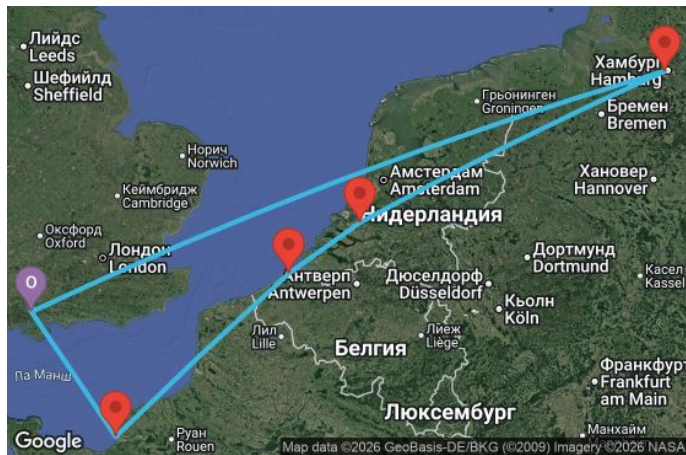 Лийдс
Leeds
Шефийлд
Sheffield
Хамбург
Hamburg
Грьонинген
Groningen
Бремен
Bremen
Норич
Norwich
Амстердам
Amsterdam
Хановер
Hannover
Кеймбридж
Cambridge
Нидерландия
Оксфорд
Oxford
Лондон
London
Дортмунд
Dortmund
Антверп
Antwerpen
Дюселдорф
Düsseldorf
Касел
Kassel
O
Кьолн
Köln
Лил
Lille
Лиеж
Liège
Белгия
Ла Манш
Франкфурт
Frankfurt
am Main
Люксембург
Руан
Rouen
Манхайм
Google
Map data ©2026 GeoBasis-DE/BKG (©2009) Imagery ©2026 NASA